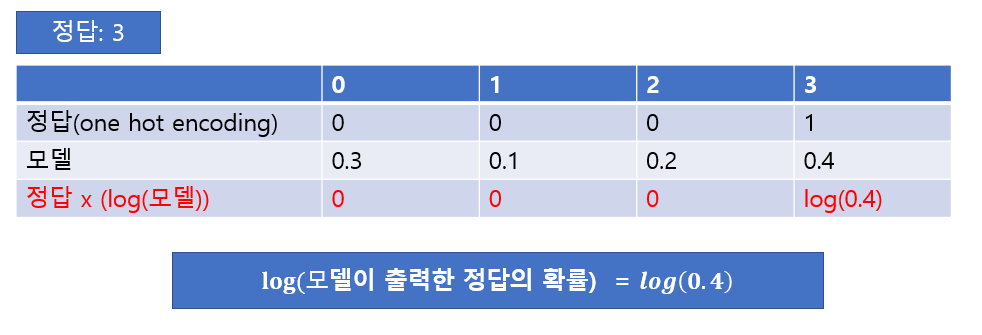 정답: 3
0 1 2 3
정답(one hot encoding) 0 0 0 1
모델 0.3 0.1 0.2 0.4
정답 x (log(모델)) 0 0 0 log(0.4)
log(모델이 출력한 정답의 확률) = log(0.4)